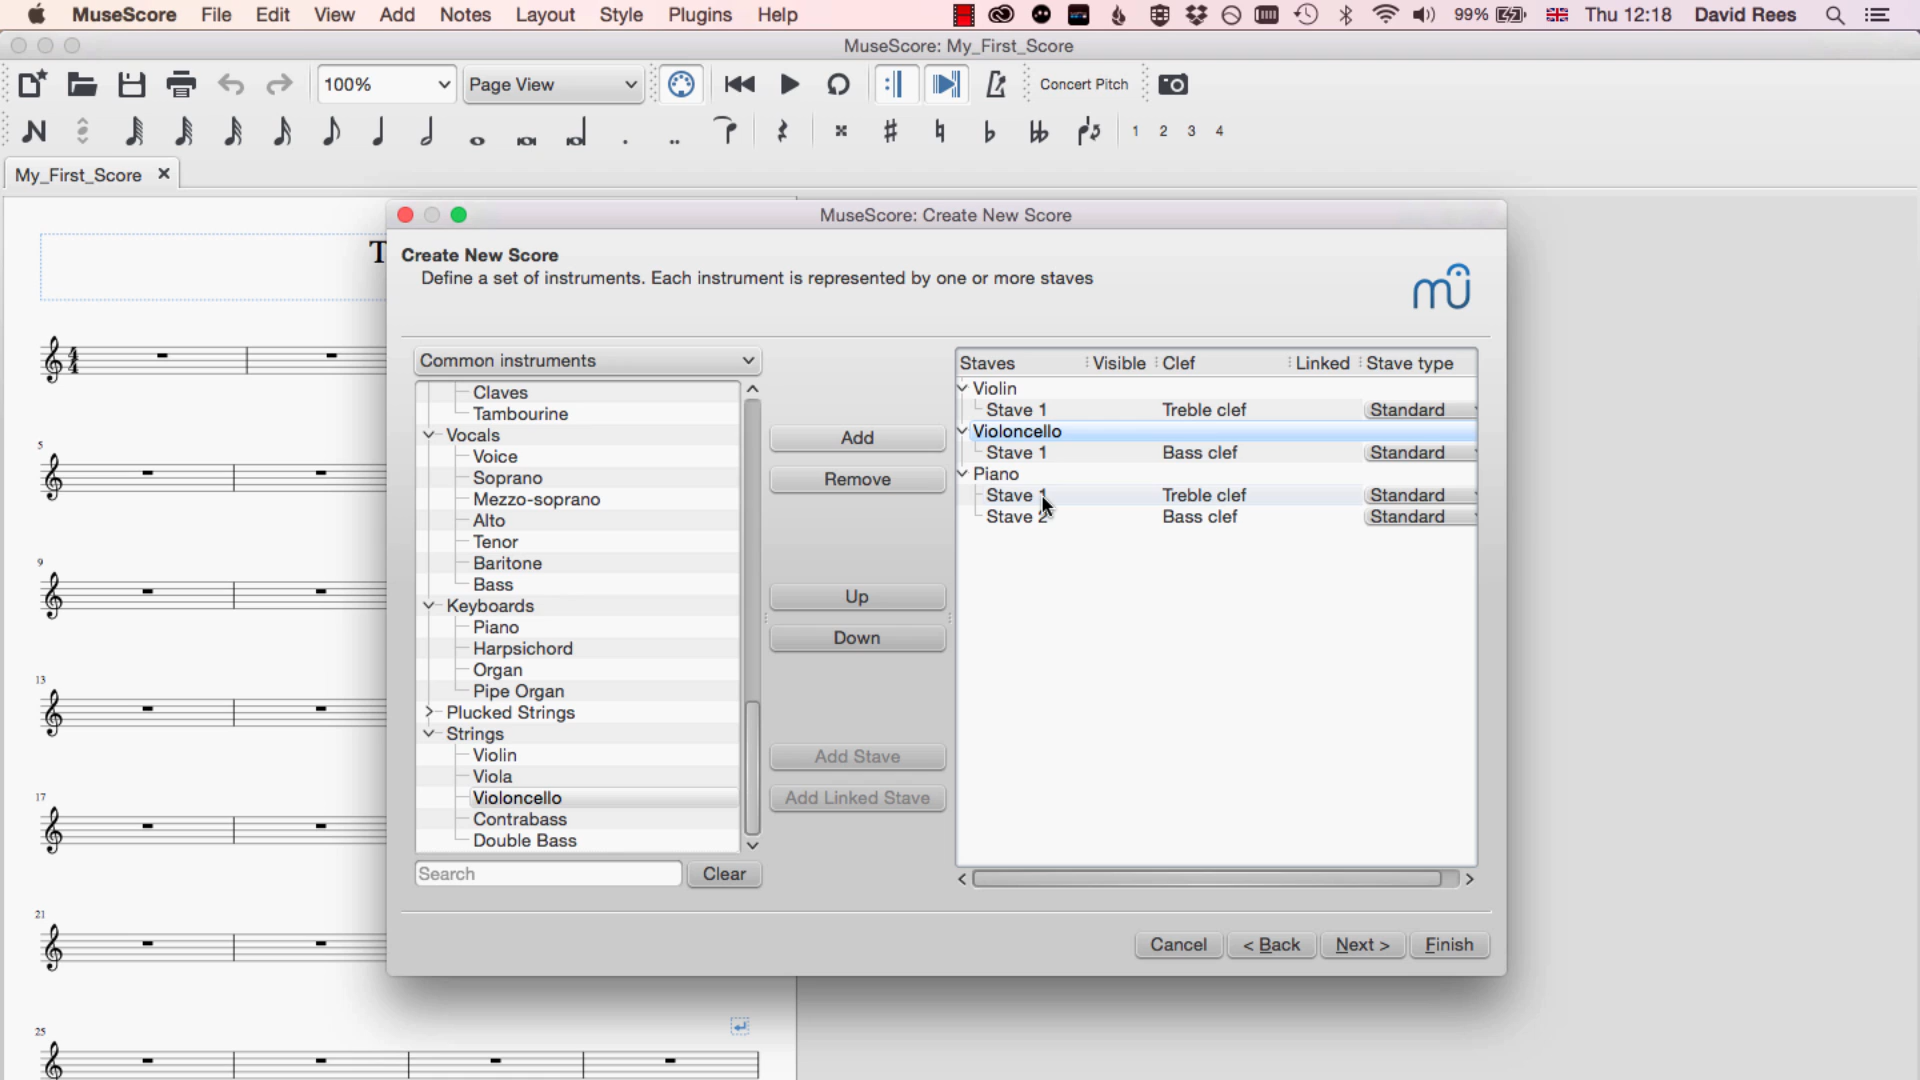 MuseScore File Edit View Add Notes Layout Style Plugins Help 99% Thu 12:18 David Rees
MuseScore: My_First_Score
100% Page View Concert Pitch
1 2 3 4
My_First_Score
MuseScore: Create New Score
T
Create New Score
Define a set of instruments. Each instrument is represented by one or more staves
mu
Common instruments
Claves
Tambourine
Vocals
Voice
Soprano
Mezzo-soprano
Alto
Tenor
Baritone
Bass
Keyboards
Piano
Harpsichord
Organ
Pipe Organ
Plucked Strings
Strings
Violin
Viola
Violoncello
Contrabass
Double Bass
Search Clear
Add
Remove
Up
Down
Add Stave
Add Linked Stave
Staves Visible Clef Linked Stave type
Violin
Stave 1 Treble clef Standard
Violoncello
Stave 1 Bass clef Standard
Piano
Stave 1 Treble clef Standard
Stave 2 Bass clef Standard
Cancel < Back Next > Finish
4
4
5
9
13
17
21
25